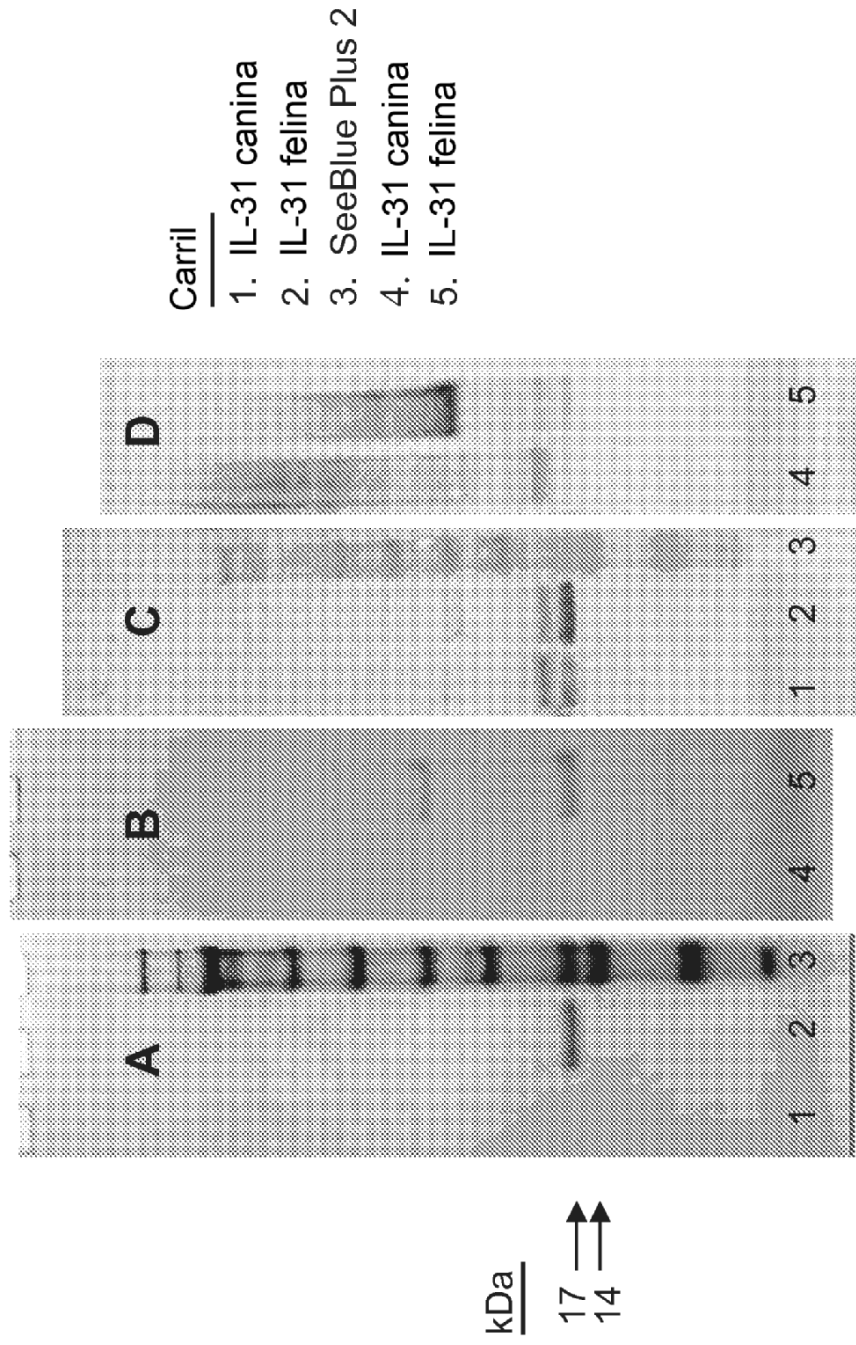 A
B
C
D
Carril
1. IL-31 canina
2. IL-31 felina
3. SeeBlue Plus 2
4. IL-31 canina
5. IL-31 felina
kDa
17
14
1 2 3
4 5
1 2 3
4 5